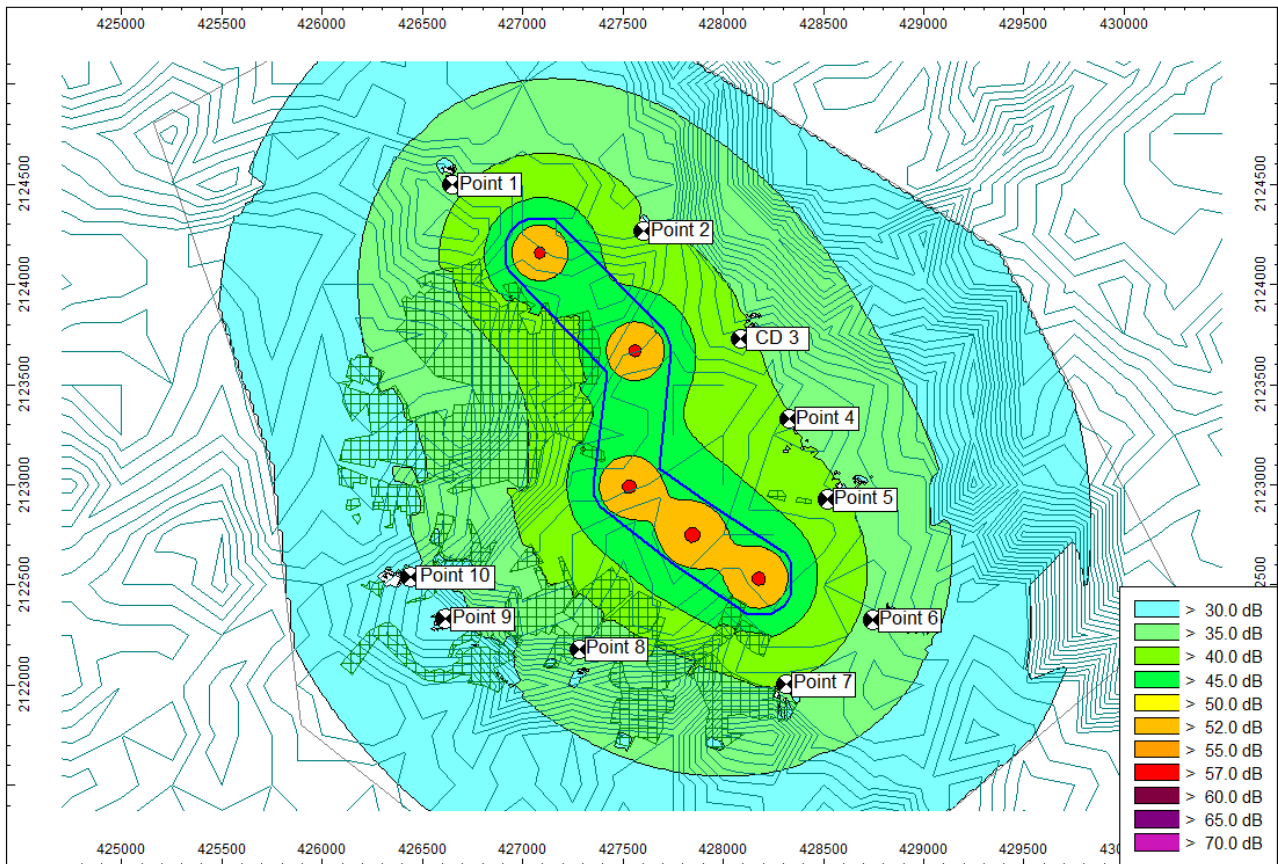 425000 425500 426000 426500 427000 427500 428000 428500 429000 429500 430000
2124500
2124000
2123500
2123000
2122500
2122000
Point 1
Point 2
CD 3
Point 4
Point 5
Point 6
Point 7
Point 8
Point 9
Point 10
2124500
2124000
2123500
2123000
500
> 30.0 dB
> 35.0 dB
> 40.0 dB
> 45.0 dB
> 50.0 dB
> 52.0 dB
> 55.0 dB
> 57.0 dB
> 60.0 dB
> 65.0 dB
> 70.0 dB
425000 425500 426000 426500 427000 427500 428000 428500 429000 429500 430